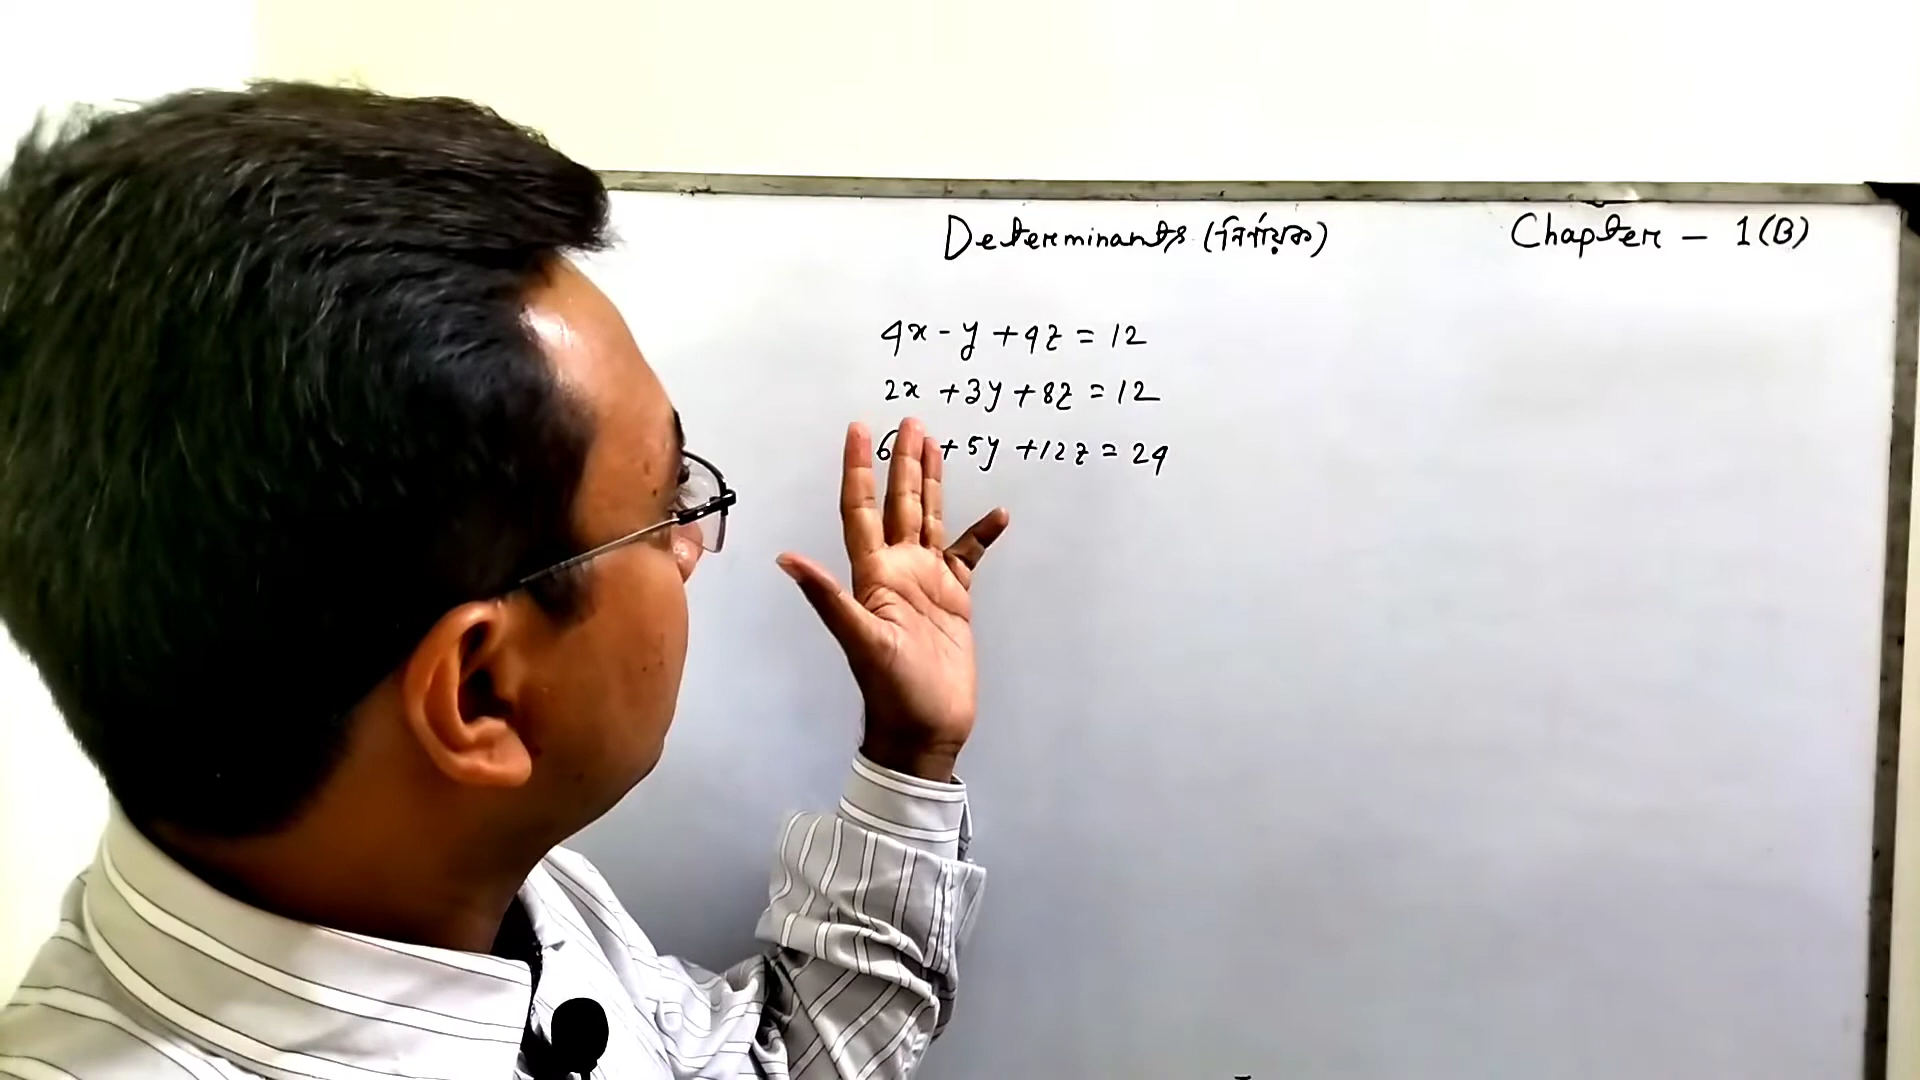 Determinants (নির্ণায়ক)
Chapter - 1(B)
4x - y + 4z = 12
2x + 3y + 8z = 12
6 + 5y + 12z = 24